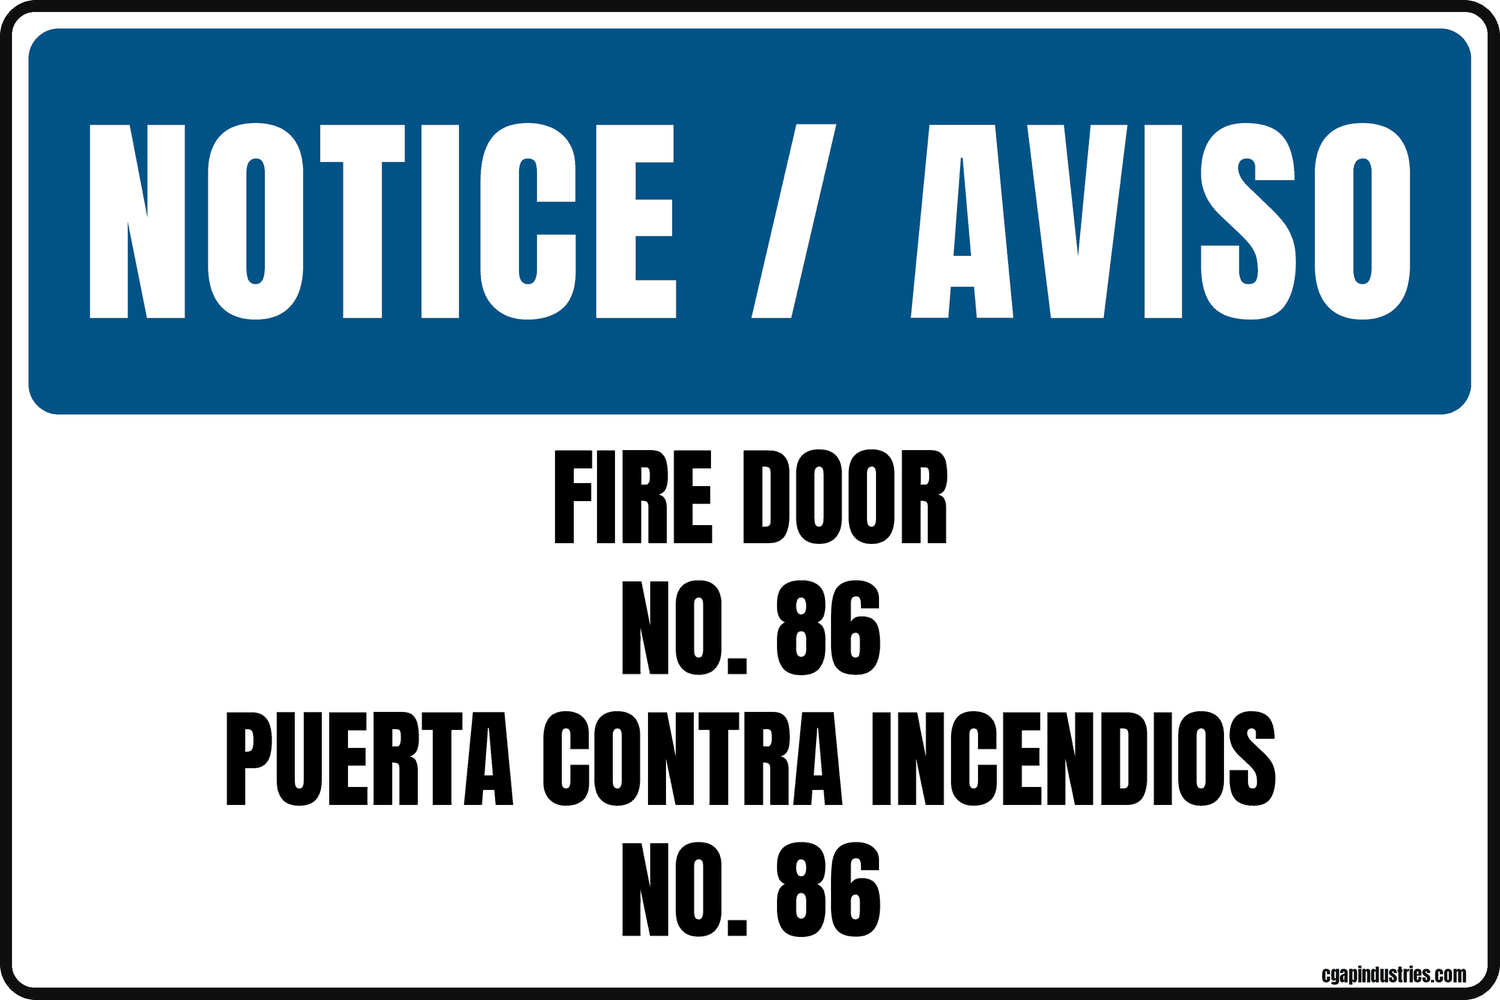 NOTICE / AVISO
FIRE DOOR
NO. 86
PUERTA CONTRA INCENDIOS
NO. 86
cgapindustries.com